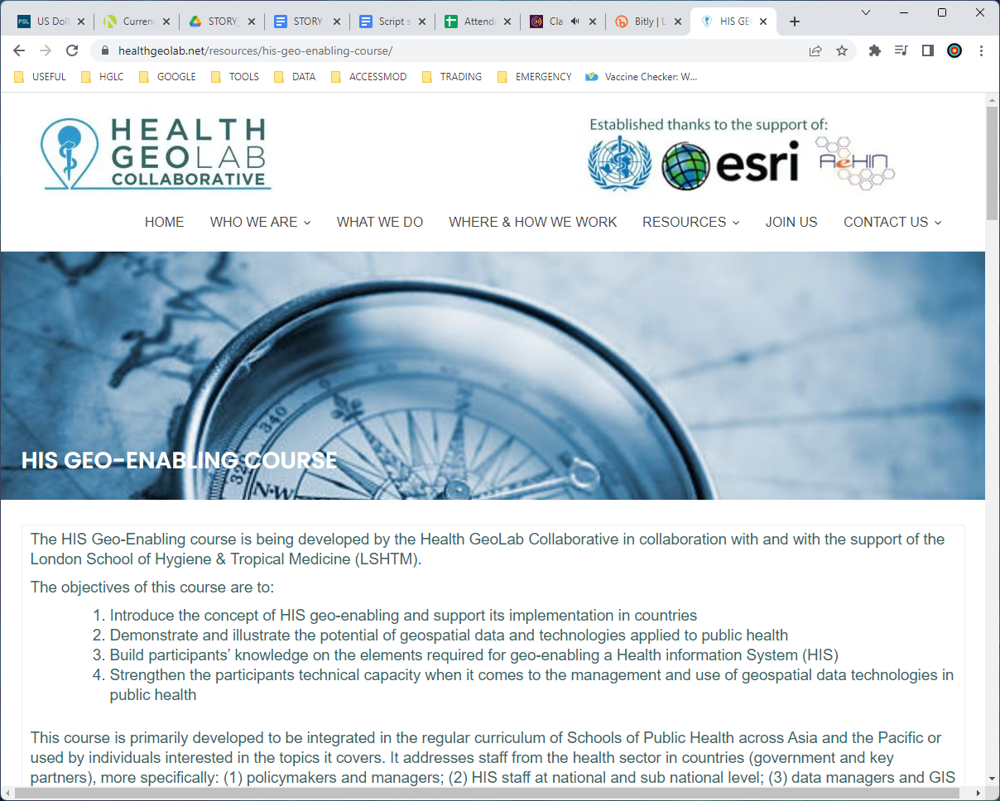 US Doll
Curren
STORY_
STORY
Script s
Attend
Cla
Bitly | L
HIS GE
healthgeolab.net/resources/his-geo-enabling-course/
USEFUL
HGLC
GOOGLE
TOOLS
DATA
ACCESSMOD
TRADING
EMERGENCY
Vaccine Checker: W...
HEALTH
GEOLAB
COLLABORATIVE
Established thanks to the support of:
esri
AeHIN
HOME
WHO WE ARE
WHAT WE DO
WHERE & HOW WE WORK
RESOURCES
JOIN US
CONTACT US
340
N·W
HIS GEO-ENABLING COURSE
The HIS Geo-Enabling course is being developed by the Health GeoLab Collaborative in collaboration with and with the support of the
London School of Hygiene & Tropical Medicine (LSHTM).
The objectives of this course are to:
1. Introduce the concept of HIS geo-enabling and support its implementation in countries
2. Demonstrate and illustrate the potential of geospatial data and technologies applied to public health
3. Build participants’ knowledge on the elements required for geo-enabling a Health information System (HIS)
4. Strengthen the participants technical capacity when it comes to the management and use of geospatial data technologies in
public health
This course is primarily developed to be integrated in the regular curriculum of Schools of Public Health across Asia and the Pacific or
used by individuals interested in the topics it covers. It addresses staff from the health sector in countries (government and key
partners), more specifically: (1) policymakers and managers; (2) HIS staff at national and sub national level; (3) data managers and GIS